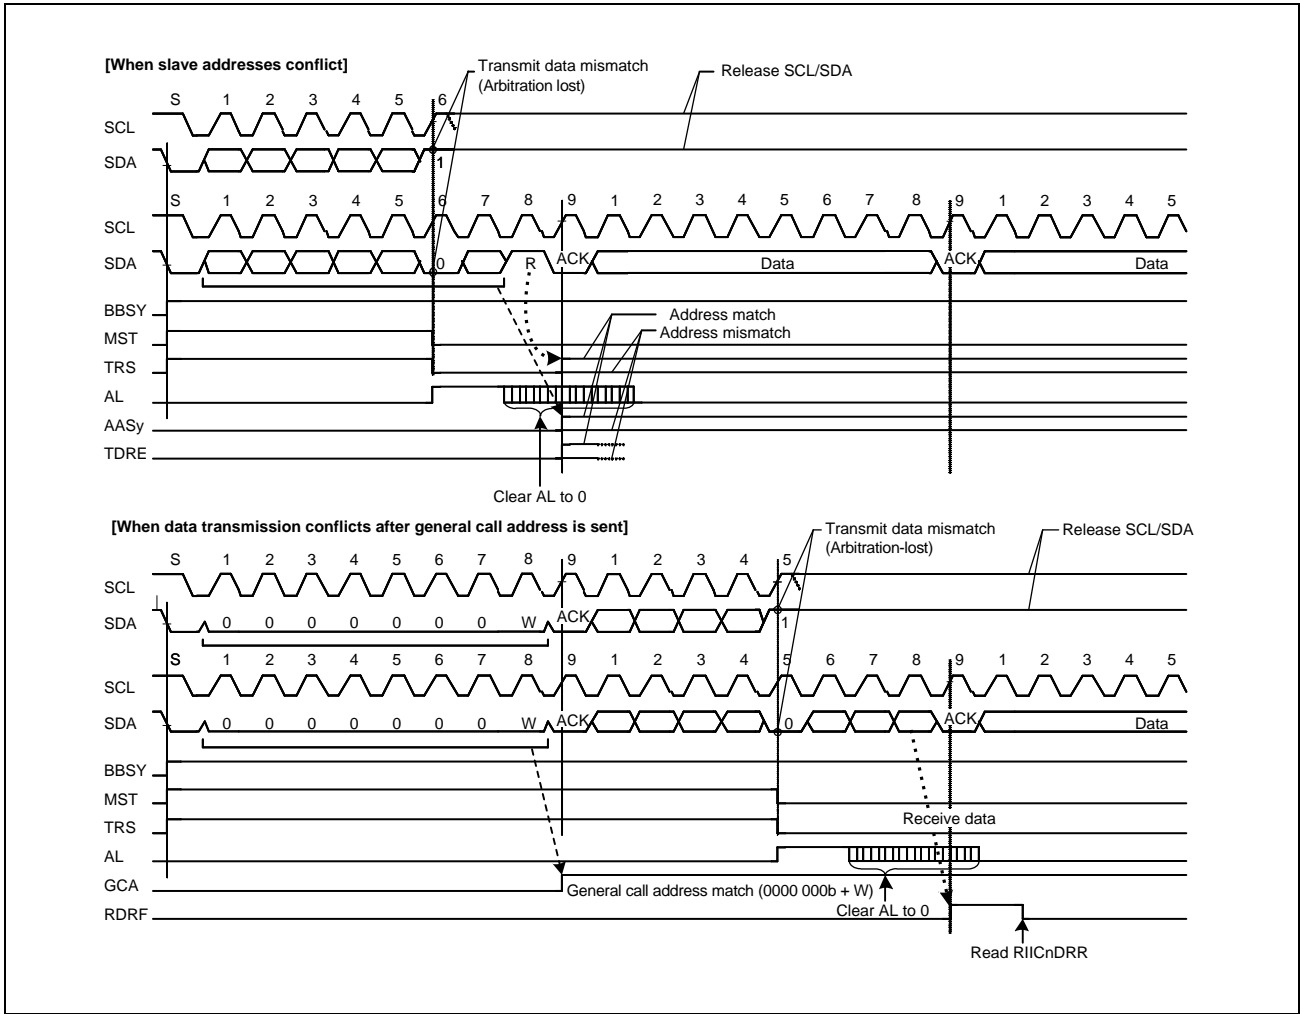 [When slave addresses conflict]
Transmit data mismatch
(Arbitration lost)
Release SCL/SDA
S 1 2 3 4 5 6
SCL
SDA
1
S 1 2 3 4 5 6 7 8 9 1 2 3 4 5 6 7 8 9 1 2 3 4 5
SCL
SDA 0 R ACK Data ACK Data
BBSY
Address match
MST
Address mismatch
TRS
AL
AASy
TDRE
Clear AL to 0
[When data transmission conflicts after general call address is sent]
Transmit data mismatch
(Arbitration-lost)
Release SCL/SDA
S 1 2 3 4 5 6 7 8 9 1 2 3 4 5
SCL
SDA 0 0 0 0 0 0 0 W ACK 1
S 1 2 3 4 5 6 7 8 9 1 2 3 4 5 6 7 8 9 1 2 3 4 5
SCL
SDA 0 0 0 0 0 0 0 W ACK 0 ACK Data
BBSY
MST
TRS
Receive data
AL
GCA
General call address match (0000 000b + W)
Clear AL to 0
RDRF
Read RIICnDRR